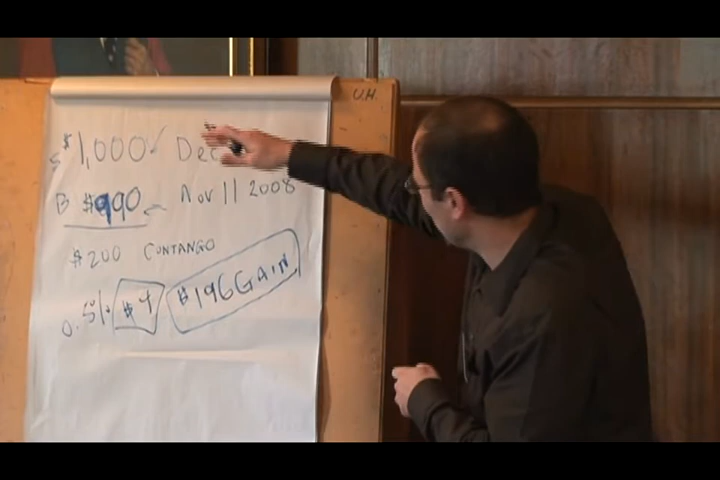 U.H.
S $1,000 ✓ Dec
B $990 ← Nov 11 2008
$200 CONTANGO
0.5% $4 $196 GAIN